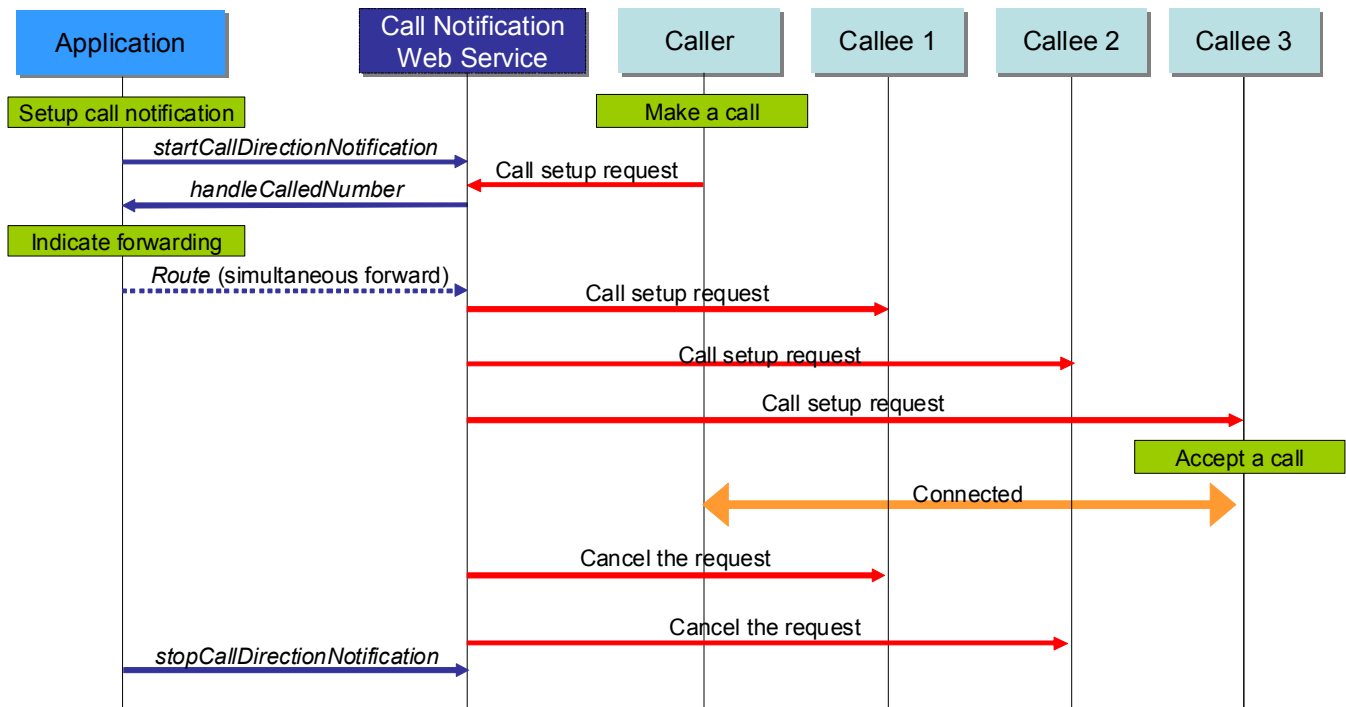 Application
Call Notification
Web Service
Caller
Callee 1
Callee 2
Callee 3
Setup call notification
Make a call
startCallDirectionNotification
Call setup request
handleCalledNumber
Indicate forwarding
Route (simultaneous forward)
Call setup request
Call setup request
Call setup request
Accept a call
Connected
Cancel the request
Cancel the request
stopCallDirectionNotification